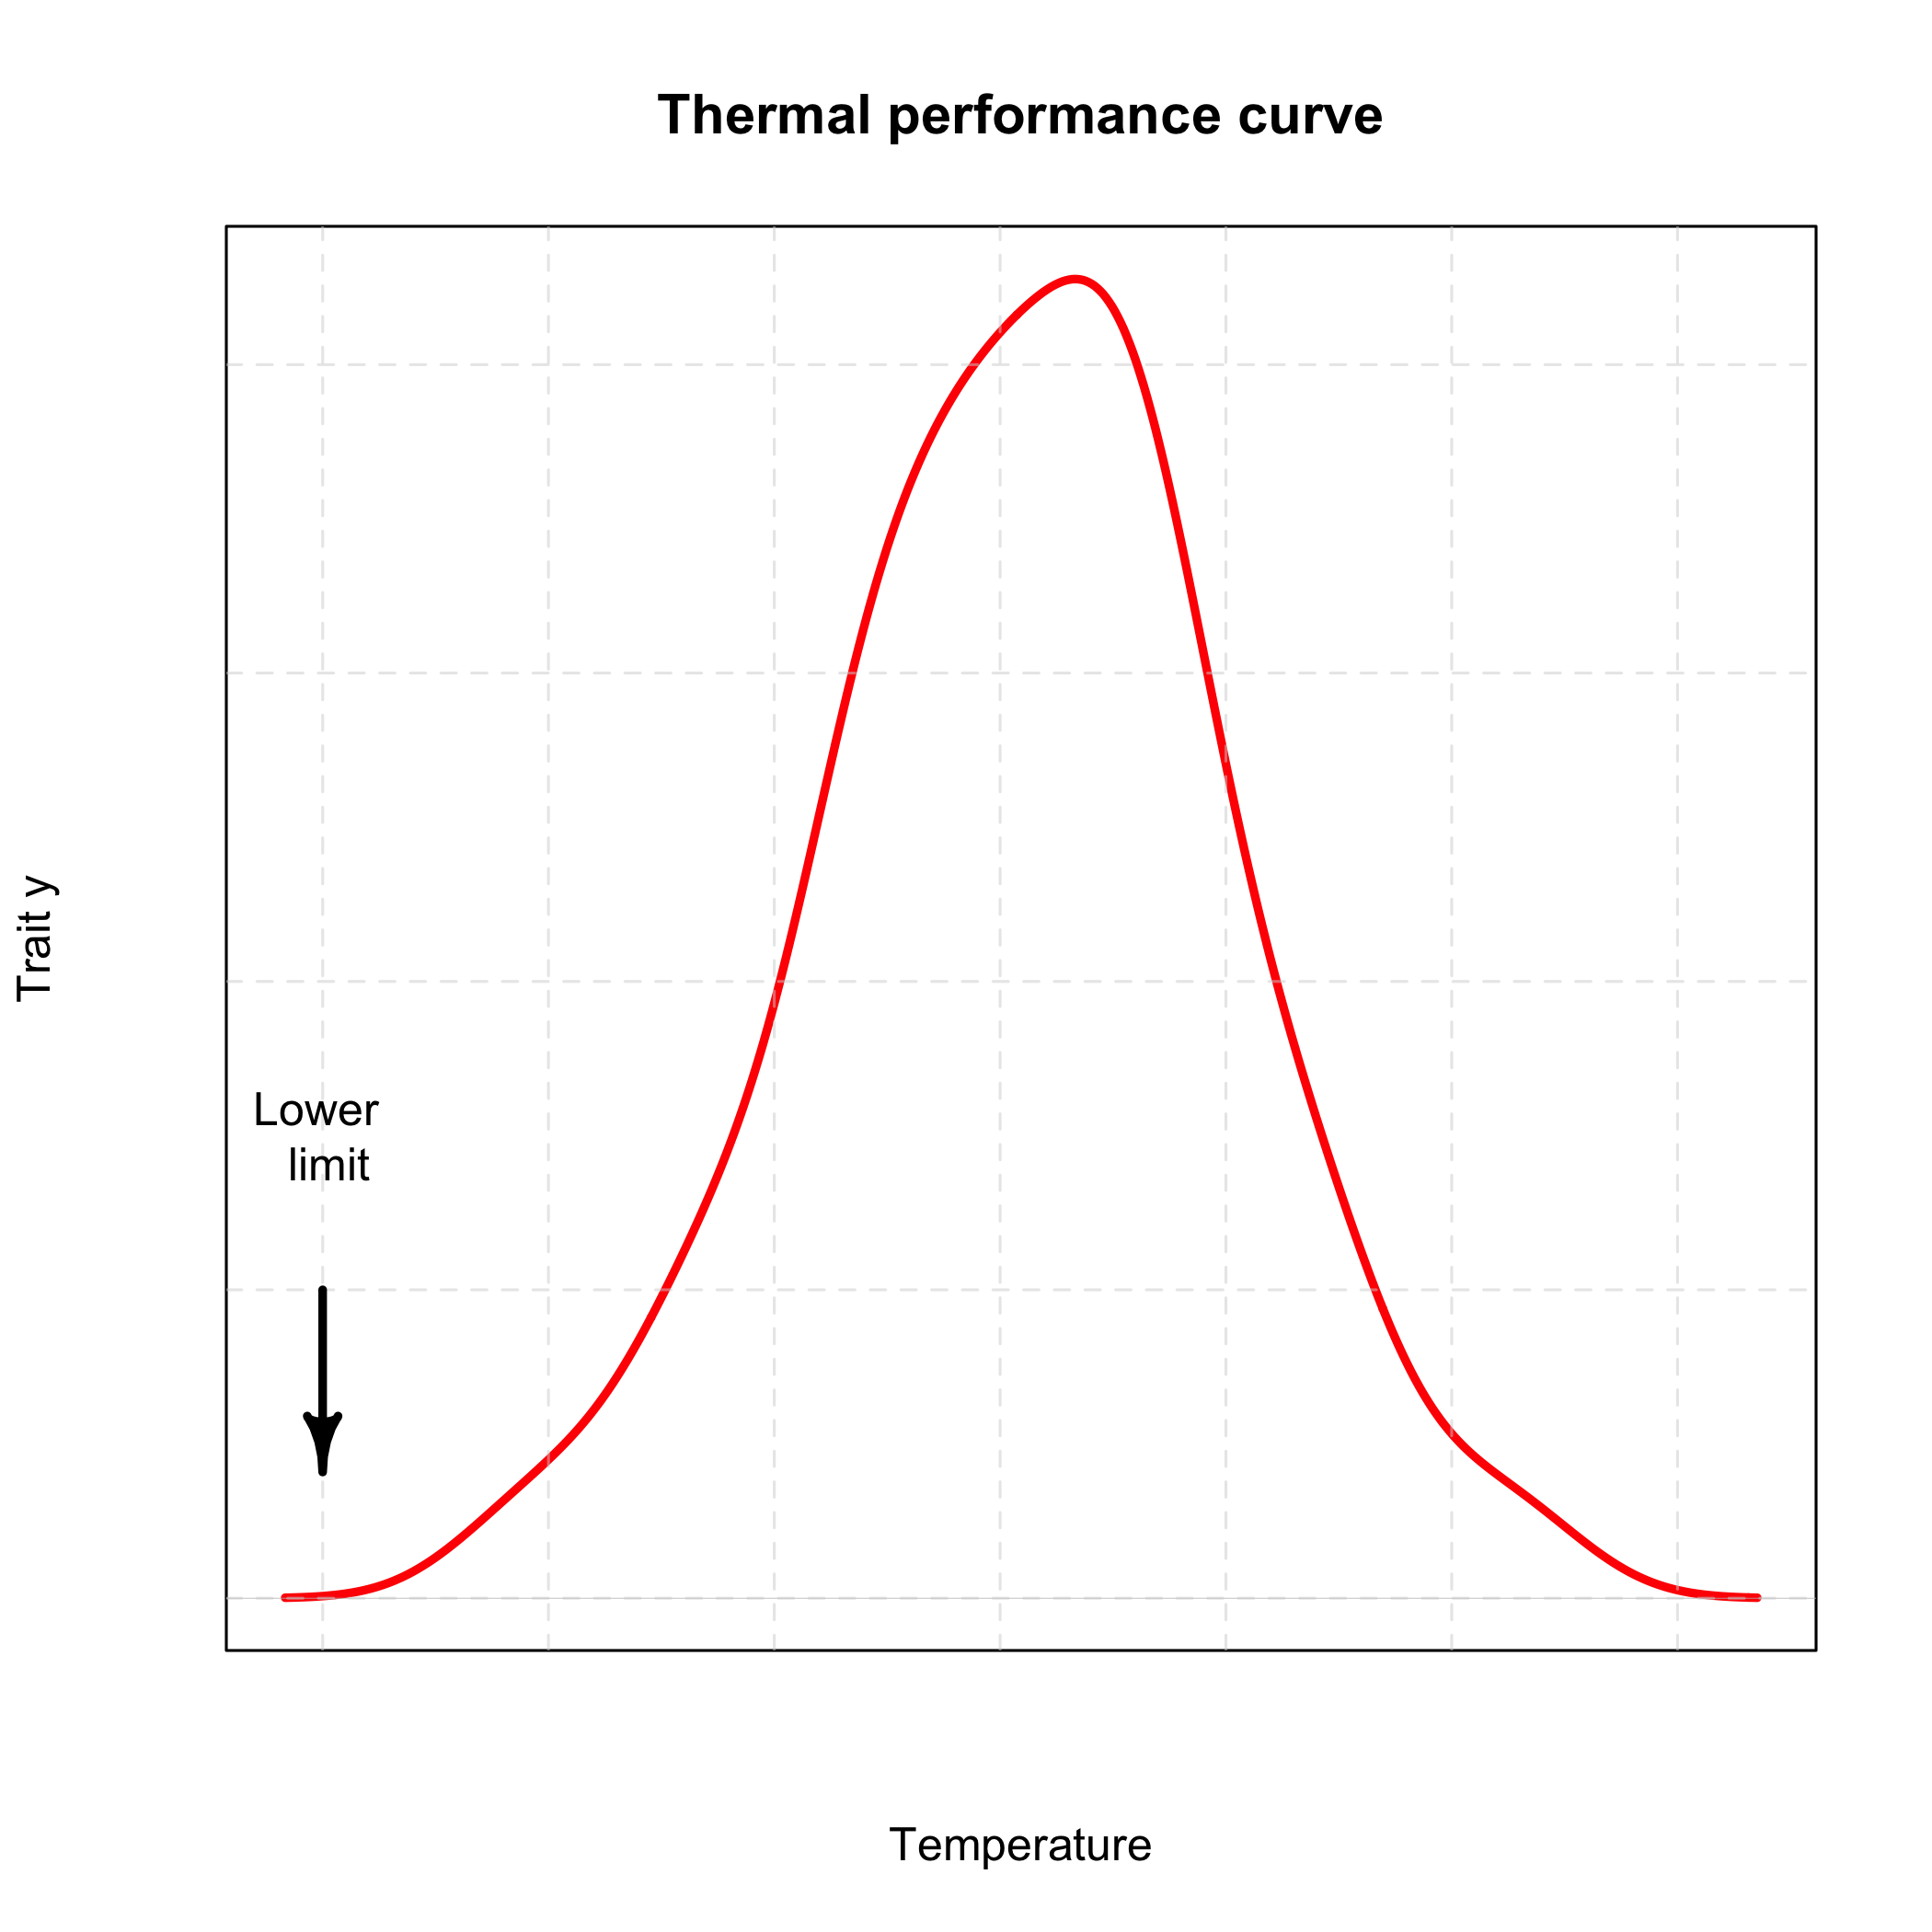 Thermal performance curve
Trait y
Lower
limit
Temperature